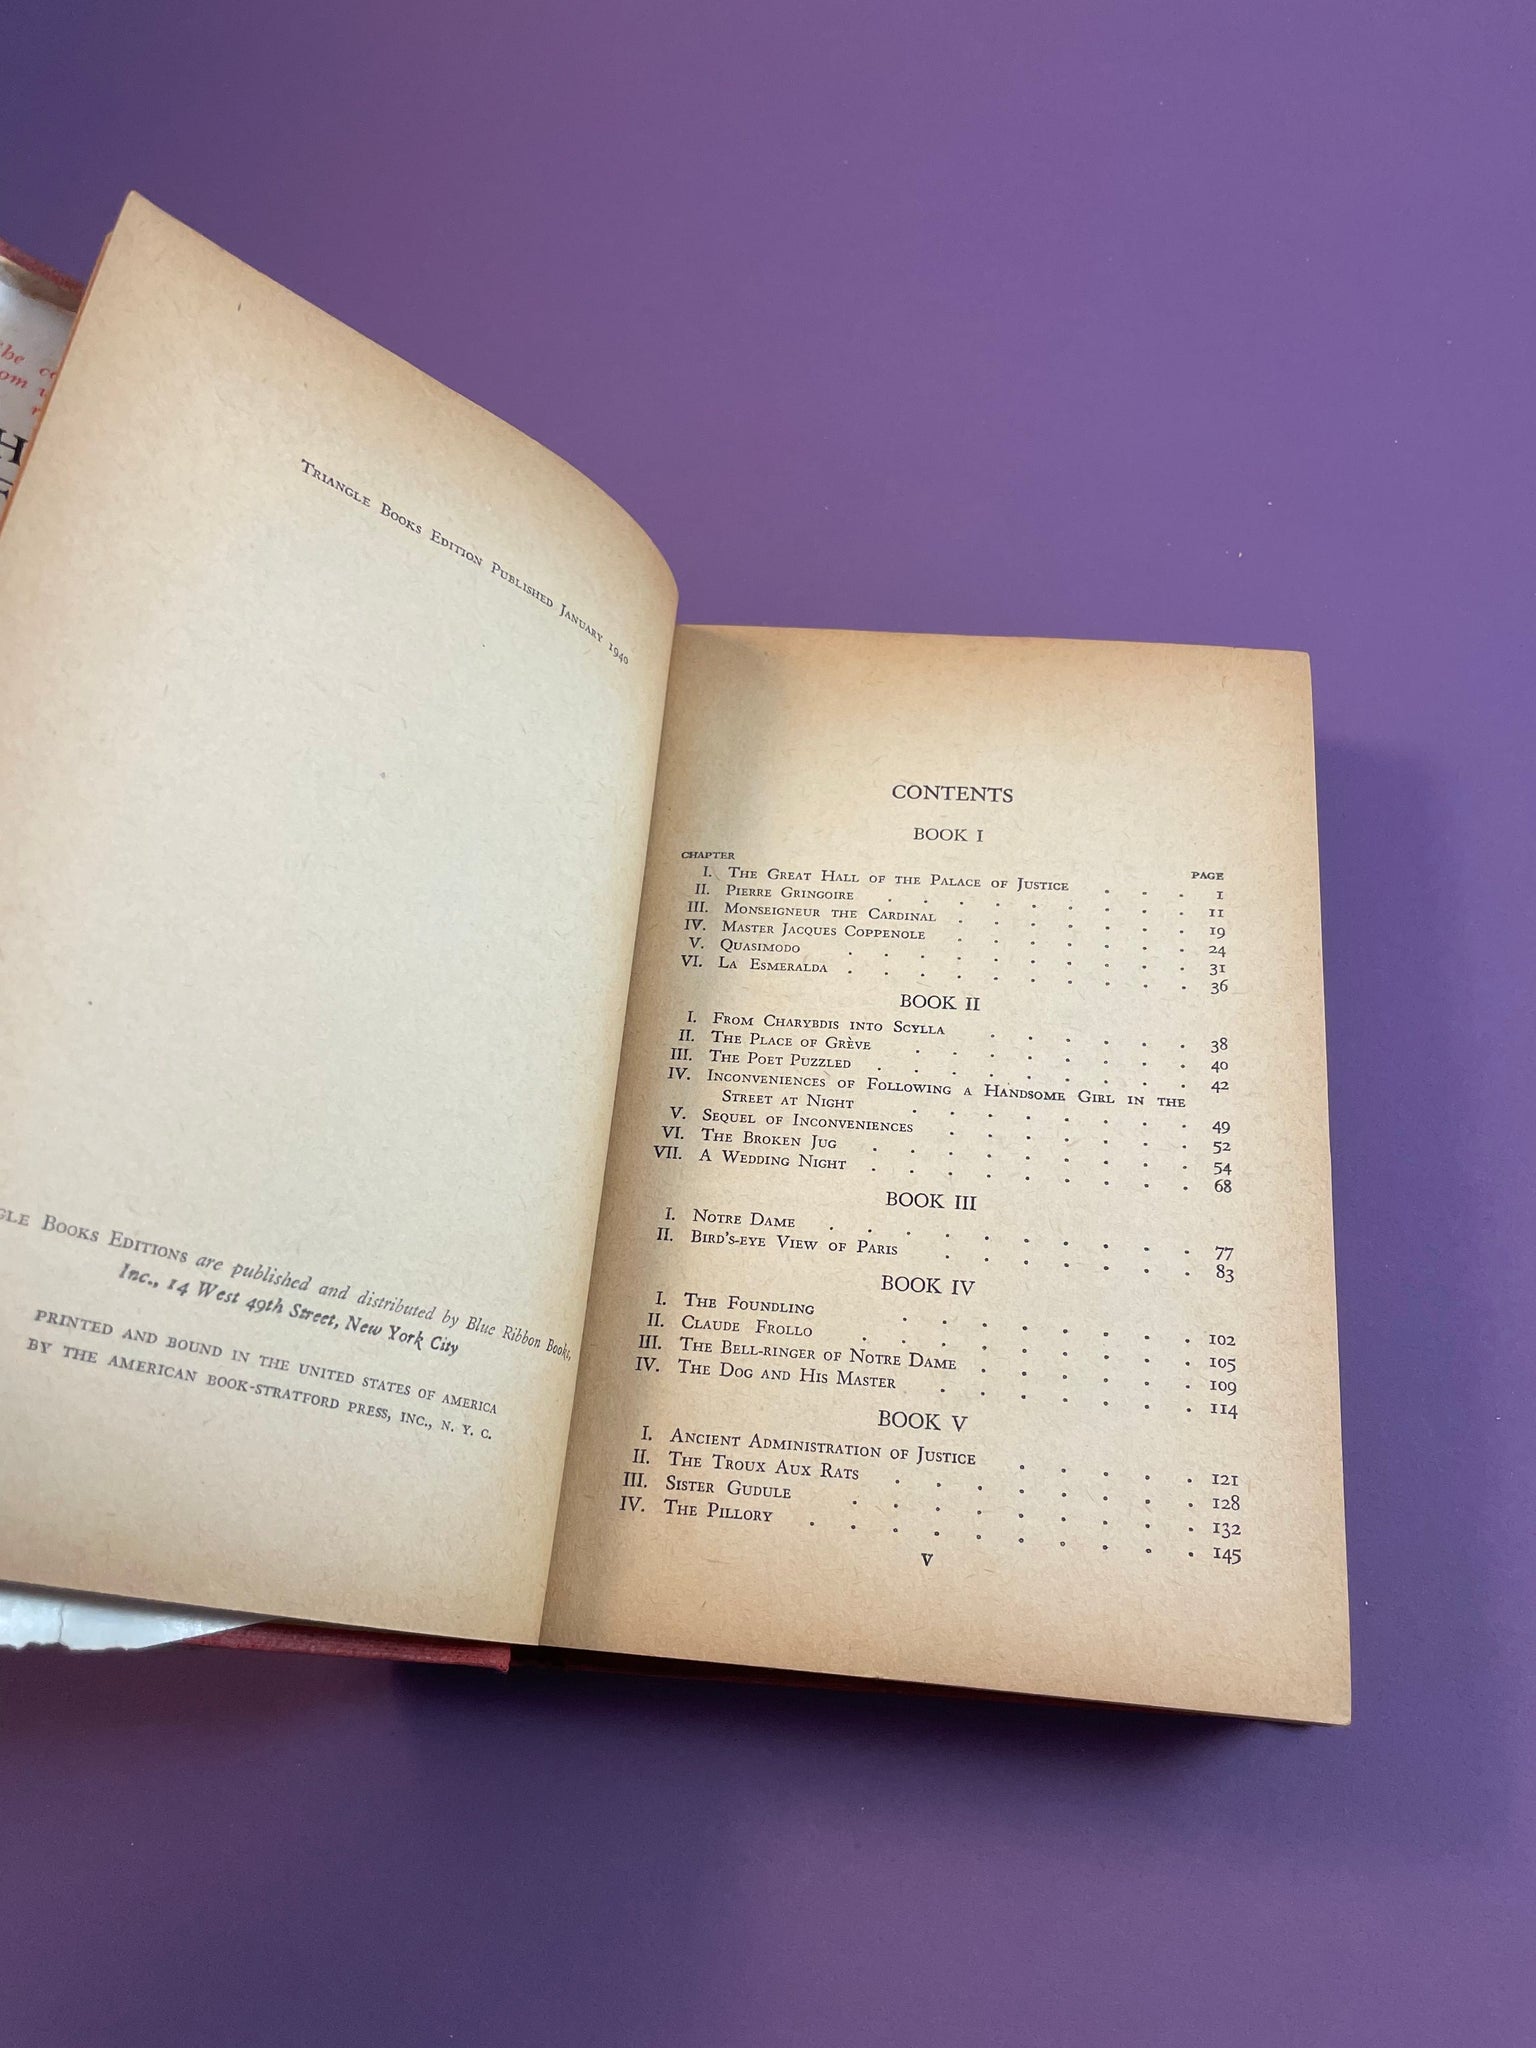 he
om
H
TRIANGLE BOOKS EDITION PUBLISHED JANUARY 1940
GLE BOOKS EDITIONS are published and distributed by Blue Ribbon Books,
Inc., 14 West 49th Street, New York City
PRINTED AND BOUND IN THE UNITED STATES OF AMERICA
BY THE AMERICAN BOOK-STRATFORD PRESS, INC., N. Y. C.
CONTENTS
BOOK I
CHAPTER PAGE
I. THE GREAT HALL OF THE PALACE OF JUSTICE . . . 1
II. PIERRE GRINGOIRE . . . . . . . . 11
III. MONSEIGNEUR THE CARDINAL . . . . . . . 19
IV. MASTER JACQUES COPPENOLE . . . . . . . 24
V. QUASIMODO . . . . . . . . . . 31
VI. LA ESMERALDA . . . . . . . . . . 36
BOOK II
I. FROM CHARYBDIS INTO SCYLLA . . . . . . 38
II. THE PLACE OF GRÈVE . . . . . . . . 40
III. THE POET PUZZLED . . . . . . . . . 42
IV. INCONVENIENCES OF FOLLOWING A HANDSOME GIRL IN THE
STREET AT NIGHT . . . . . . . . 49
V. SEQUEL OF INCONVENIENCES . . . . . . . 52
VI. THE BROKEN JUG . . . . . . . . . 54
VII. A WEDDING NIGHT . . . . . . . . . 68
BOOK III
I. NOTRE DAME . . . . . . . . . . 77
II. BIRD'S-EYE VIEW OF PARIS . . . . . . . 83
BOOK IV
I. THE FOUNDLING . . . . . . . . 102
II. CLAUDE FROLLO . . . . . . . . . 105
III. THE BELL-RINGER OF NOTRE DAME . . . . . . 109
IV. THE DOG AND HIS MASTER . . . . . . . 114
BOOK V
I. ANCIENT ADMINISTRATION OF JUSTICE . . . . . 121
II. THE TROUX AUX RATS . . . . . . . . 128
III. SISTER GUDULE . . . . . . . . . 132
IV. THE PILLORY . . . . . . . . . . 145
V